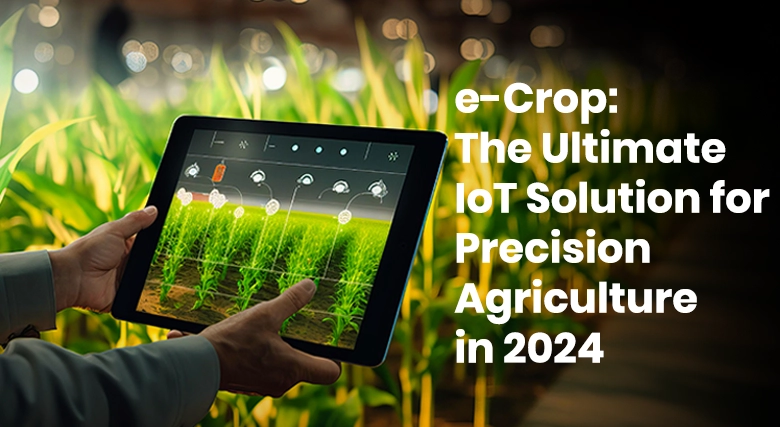 e-Crop:
The Ultimate
IoT Solution for
Precision
Agriculture
in 2024